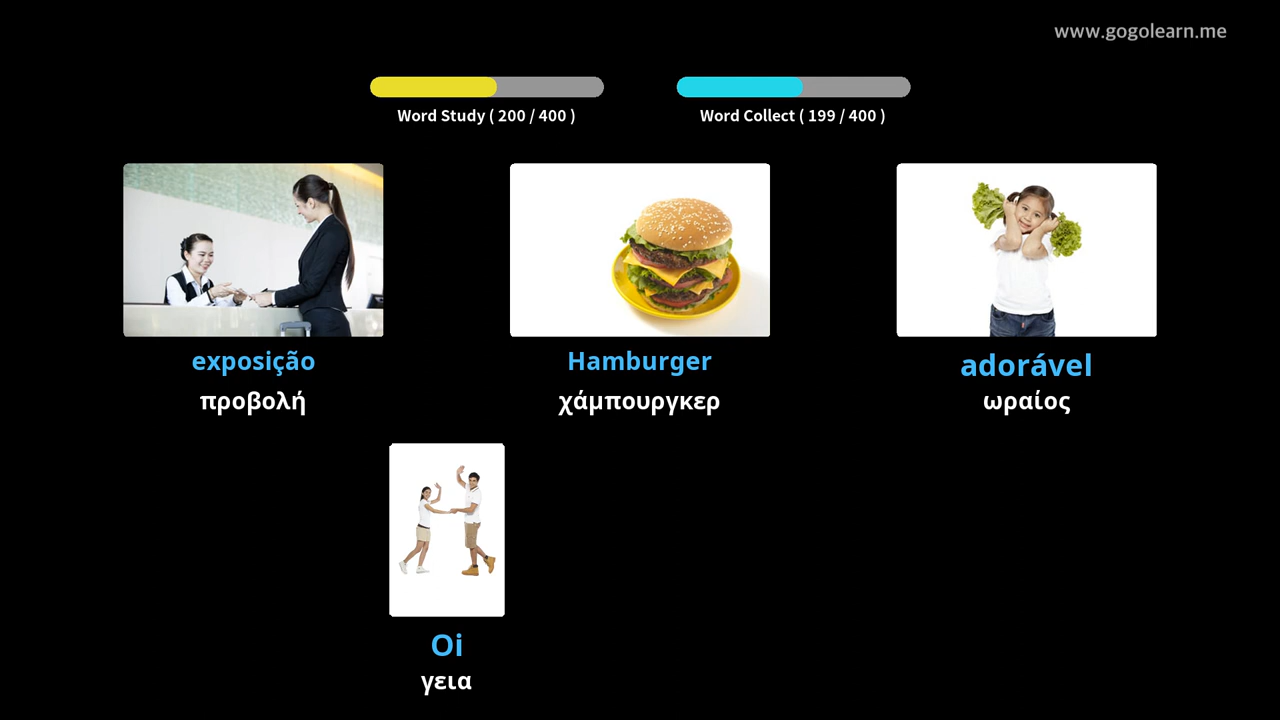 www.gogolearn.me
Word Study ( 200 / 400 )
Word Collect ( 199 / 400 )
exposição
προβολή
Hamburger
χάμπουργκερ
adorável
ωραίος
Oi
γεια